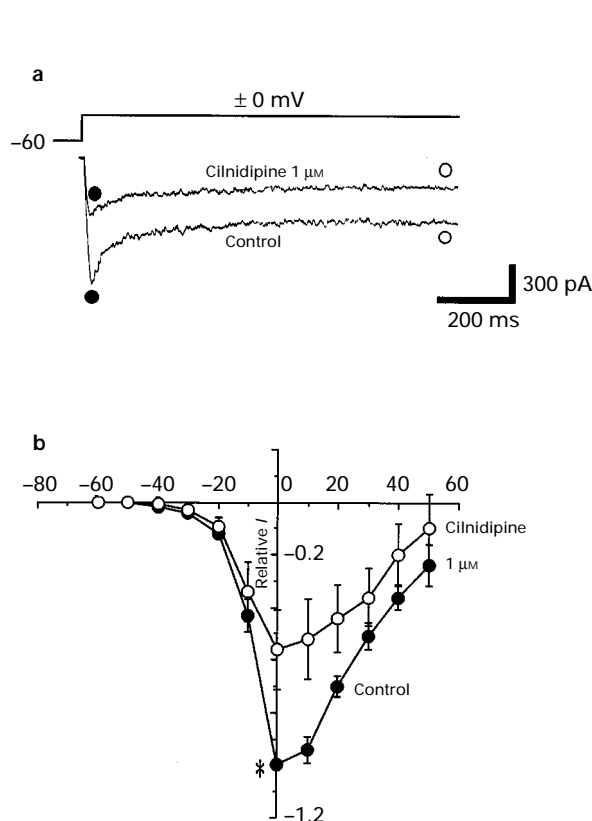 a
± 0 mV
−60
Cilnidipine 1 μM
Control
300 pA
200 ms
b
−80 −60 −40 −20 0 20 40 60
Cilnidipine
−0.2
1 μM
Relative I
Control
*
−1.2